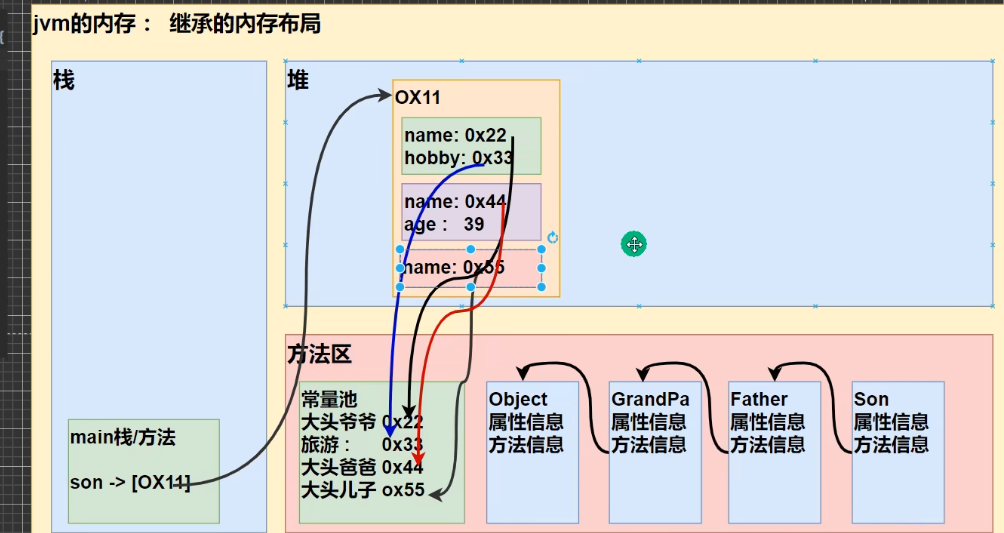 jvm的内存： 继承的内存布局
栈
main栈/方法
son -> [OX11]
堆
OX11
name: 0x22
hobby: 0x33
name: 0x44
age： 39
name: 0x55
方法区
常量池
大头爷爷 0x22
旅游： 0x33
大头爸爸 0x44
大头儿子 ox55
Object
属性信息
方法信息
GrandPa
属性信息
方法信息
Father
属性信息
方法信息
Son
属性信息
方法信息